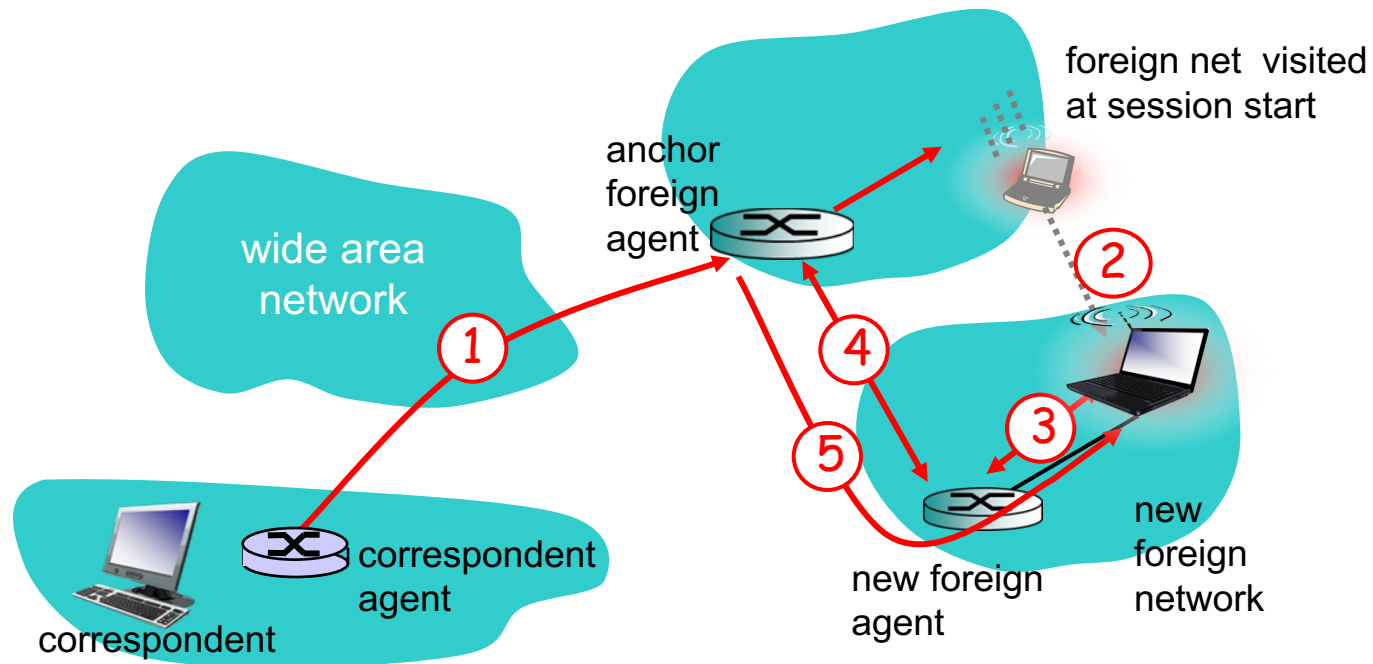 foreign net visited
at session start
anchor
foreign
agent
wide area
network
2
1
4
3
5
new
foreign
network
correspondent
agent
new foreign
agent
correspondent